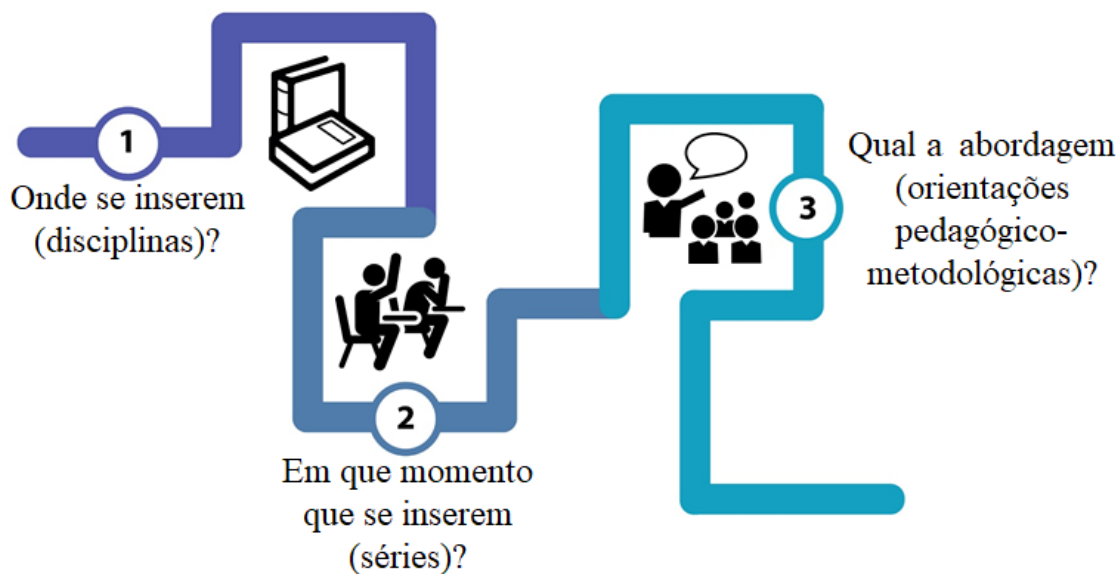 1
Onde se inserem
(disciplinas)?
2
Em que momento
que se inserem
(séries)?
3
Qual a abordagem
(orientações
pedagógico-
metodológicas)?